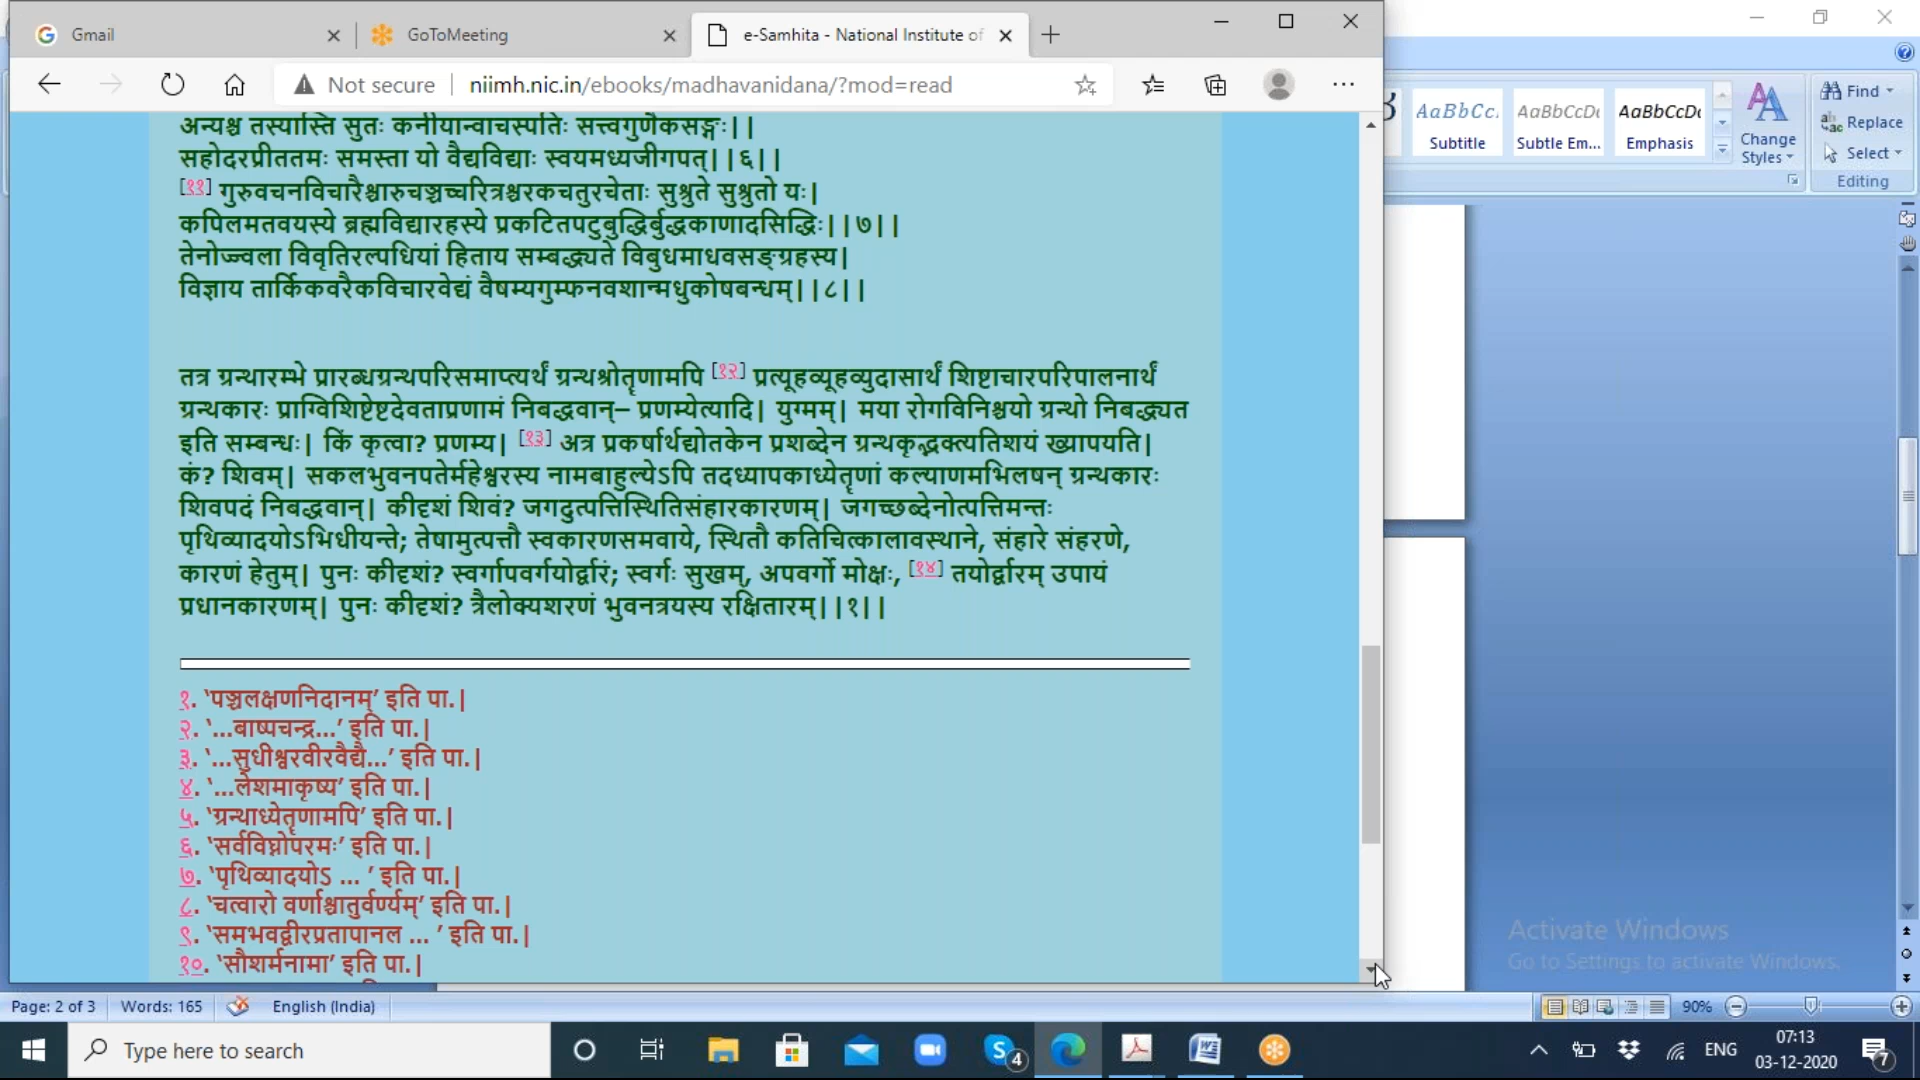 Gmail
GoToMeeting
e-Samhita - National Institute of
Not secure
niimh.nic.in/ebooks/madhavanidana/?mod=read
अन्यश्च तस्यास्ति सुतः कनीयान्वाचस्पतिः सत्त्वगुणैकसङ्गः||
सहोदरप्रीततमः समस्ता यो वैद्यविद्याः स्वयमध्यजीगपत्||६||
[११] गुरुवचनविचारैश्चारुचञ्चच्चरित्रश्चरकचतुरचेताः सुश्रुते सुश्रुतो यः|
कपिलमतवयस्ये ब्रह्मविद्यारहस्ये प्रकटितपटुबुद्धिर्बुद्धकाणादसिद्धिः||७||
तेनोज्ज्वला विवृतिरल्पधियां हिताय सम्बद्ध्यते विबुधमाधवसङ्ग्रहस्य|
विज्ञाय तार्किकवरैकविचारवेद्यं वैषम्यगुम्फनवशान्मधुकोषबन्धम्||८||
तत्र ग्रन्थारम्भे प्रारब्धग्रन्थपरिसमाप्त्यर्थं ग्रन्थश्रोतॄणामपि [१२] प्रत्यूहव्यूहव्युदासार्थं शिष्टाचारपरिपालनार्थं
ग्रन्थकारः प्राग्विशिष्टेष्टदेवताप्रणामं निबद्धवान्– प्रणम्येत्यादि| युग्मम्| मया रोगविनिश्चयो ग्रन्थो निबद्ध्यत
इति सम्बन्धः| किं कृत्वा? प्रणम्य| [१३] अत्र प्रकर्षार्थद्योतकेन प्रशब्देन ग्रन्थकृद्भक्त्यतिशयं ख्यापयति|
कं? शिवम्| सकलभुवनपतेर्महेश्वरस्य नामबाहुल्येऽपि तदध्यापकाध्येतॄणां कल्याणमभिलषन् ग्रन्थकारः
शिवपदं निबद्धवान्| कीदृशं शिवं? जगदुत्पत्तिस्थितिसंहारकारणम्| जगच्छब्देनोत्पत्तिमन्तः
पृथिव्यादयोऽभिधीयन्ते; तेषामुत्पत्तौ स्वकारणसमवाये, स्थितौ कतिचित्कालावस्थाने, संहारे संहरणे,
कारणं हेतुम्| पुनः कीदृशं? स्वर्गापवर्गयोर्द्वारं; स्वर्गः सुखम्, अपवर्गो मोक्षः, [१४] तयोर्द्वारम् उपायं
प्रधानकारणम्| पुनः कीदृशं? त्रैलोक्यशरणं भुवनत्रयस्य रक्षितारम्||१||
१. ‘पञ्चलक्षणनिदानम्’ इति पा.|
२. ‘...बाष्पचन्द्र...’ इति पा.|
३. ‘...सुधीश्वरवीरवैद्यै...’ इति पा.|
४. ‘...लेशमाकृष्य’ इति पा.|
५. ‘ग्रन्थाध्येतॄणामपि’ इति पा.|
६. ‘सर्वविघ्नोपरमः’ इति पा.|
७. ‘पृथिव्यादयोऽ ... ’ इति पा.|
८. ‘चत्वारो वर्णाश्चातुर्वर्ण्यम्’ इति पा.|
९. ‘समभवद्वीरप्रतापानल ... ’ इति पा.|
१०. ‘सौशर्मनामा’ इति पा.|
AaBbCc. AaBbCcDc AaBbCcDc
Subtitle Subtle Em... Emphasis
Change Styles
Find
Replace
Select
Editing
Activate Windows
Go to Settings to activate Windows.
Page: 2 of 3 Words: 165 English (India) 90%
Type here to search
4
ENG
07:13
03-12-2020
7